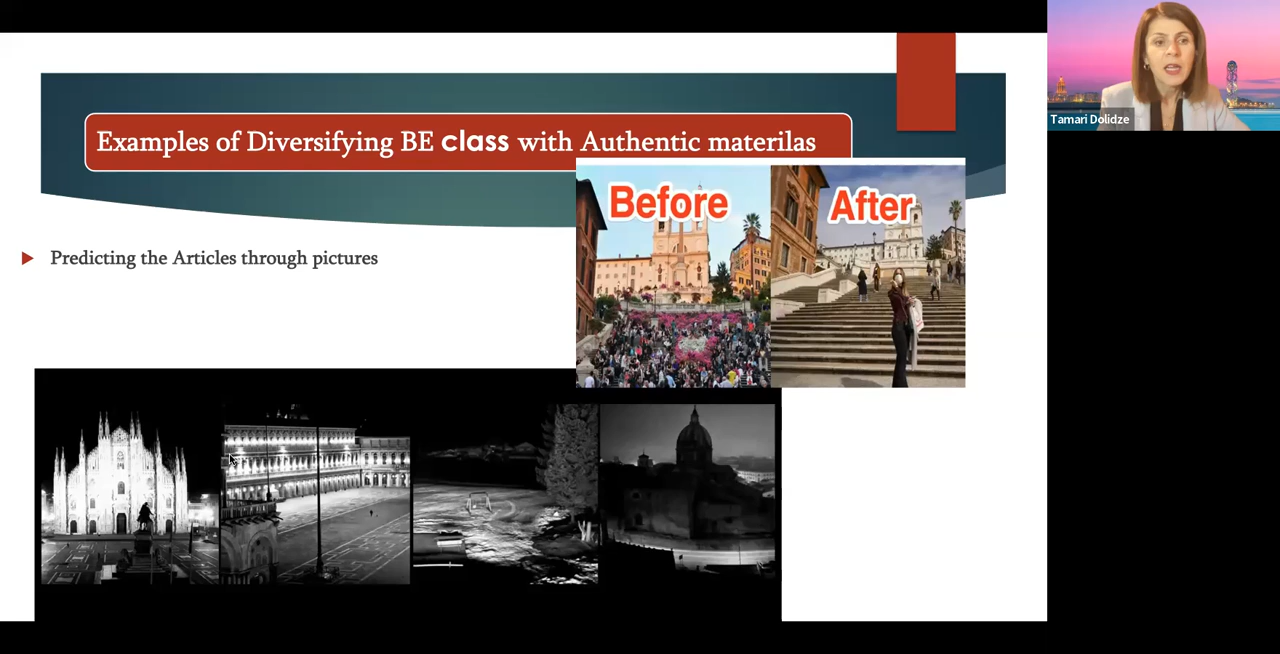 Examples of Diversifying BE class with Authentic materilas
Before
After
Predicting the Articles through pictures
Tamari Dolidze